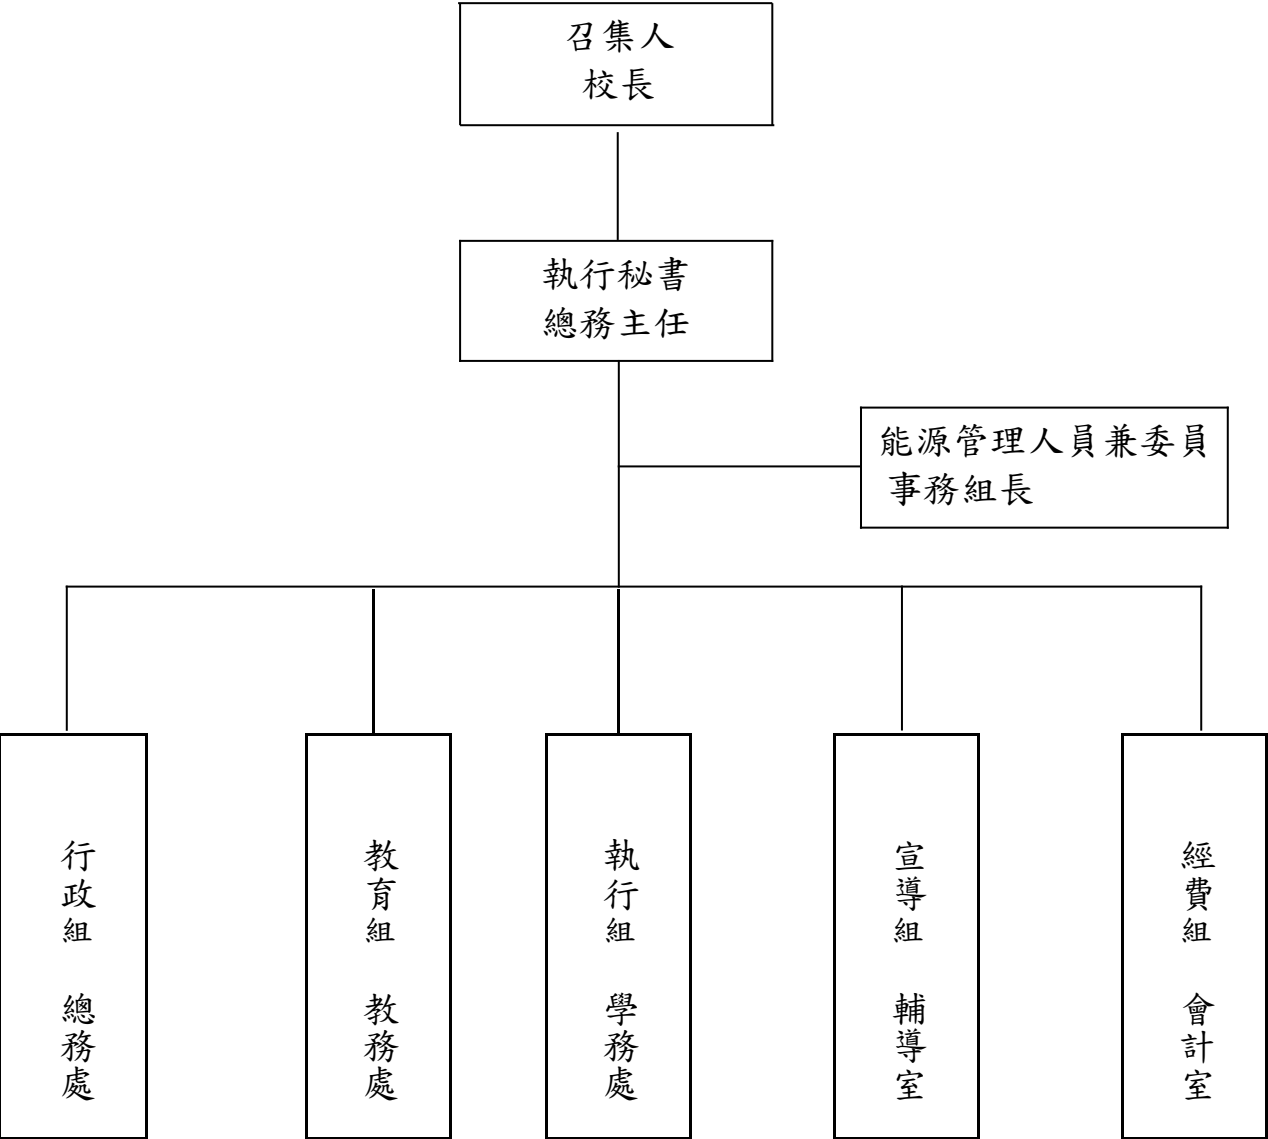 召集人
校長
執行秘書
總務主任
能源管理人員兼委員
事務組長
行政組 總務處
教育組 教務處
執行組 學務處
宣導組 輔導室
經費組 會計室